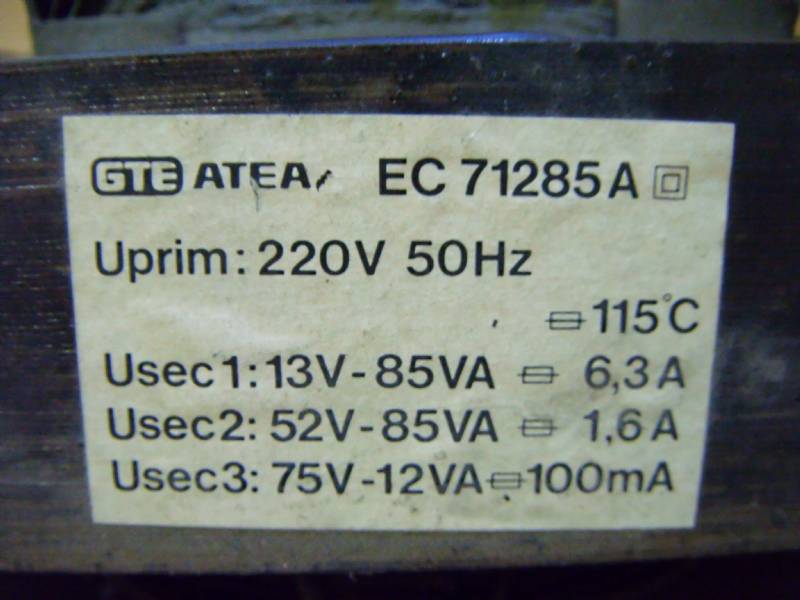 GTE ATEA EC 71285A
Uprim: 220V 50Hz
115°C
Usec1: 13V-85VA 6,3A
Usec2: 52V-85VA 1,6A
Usec3: 75V-12VA 100mA